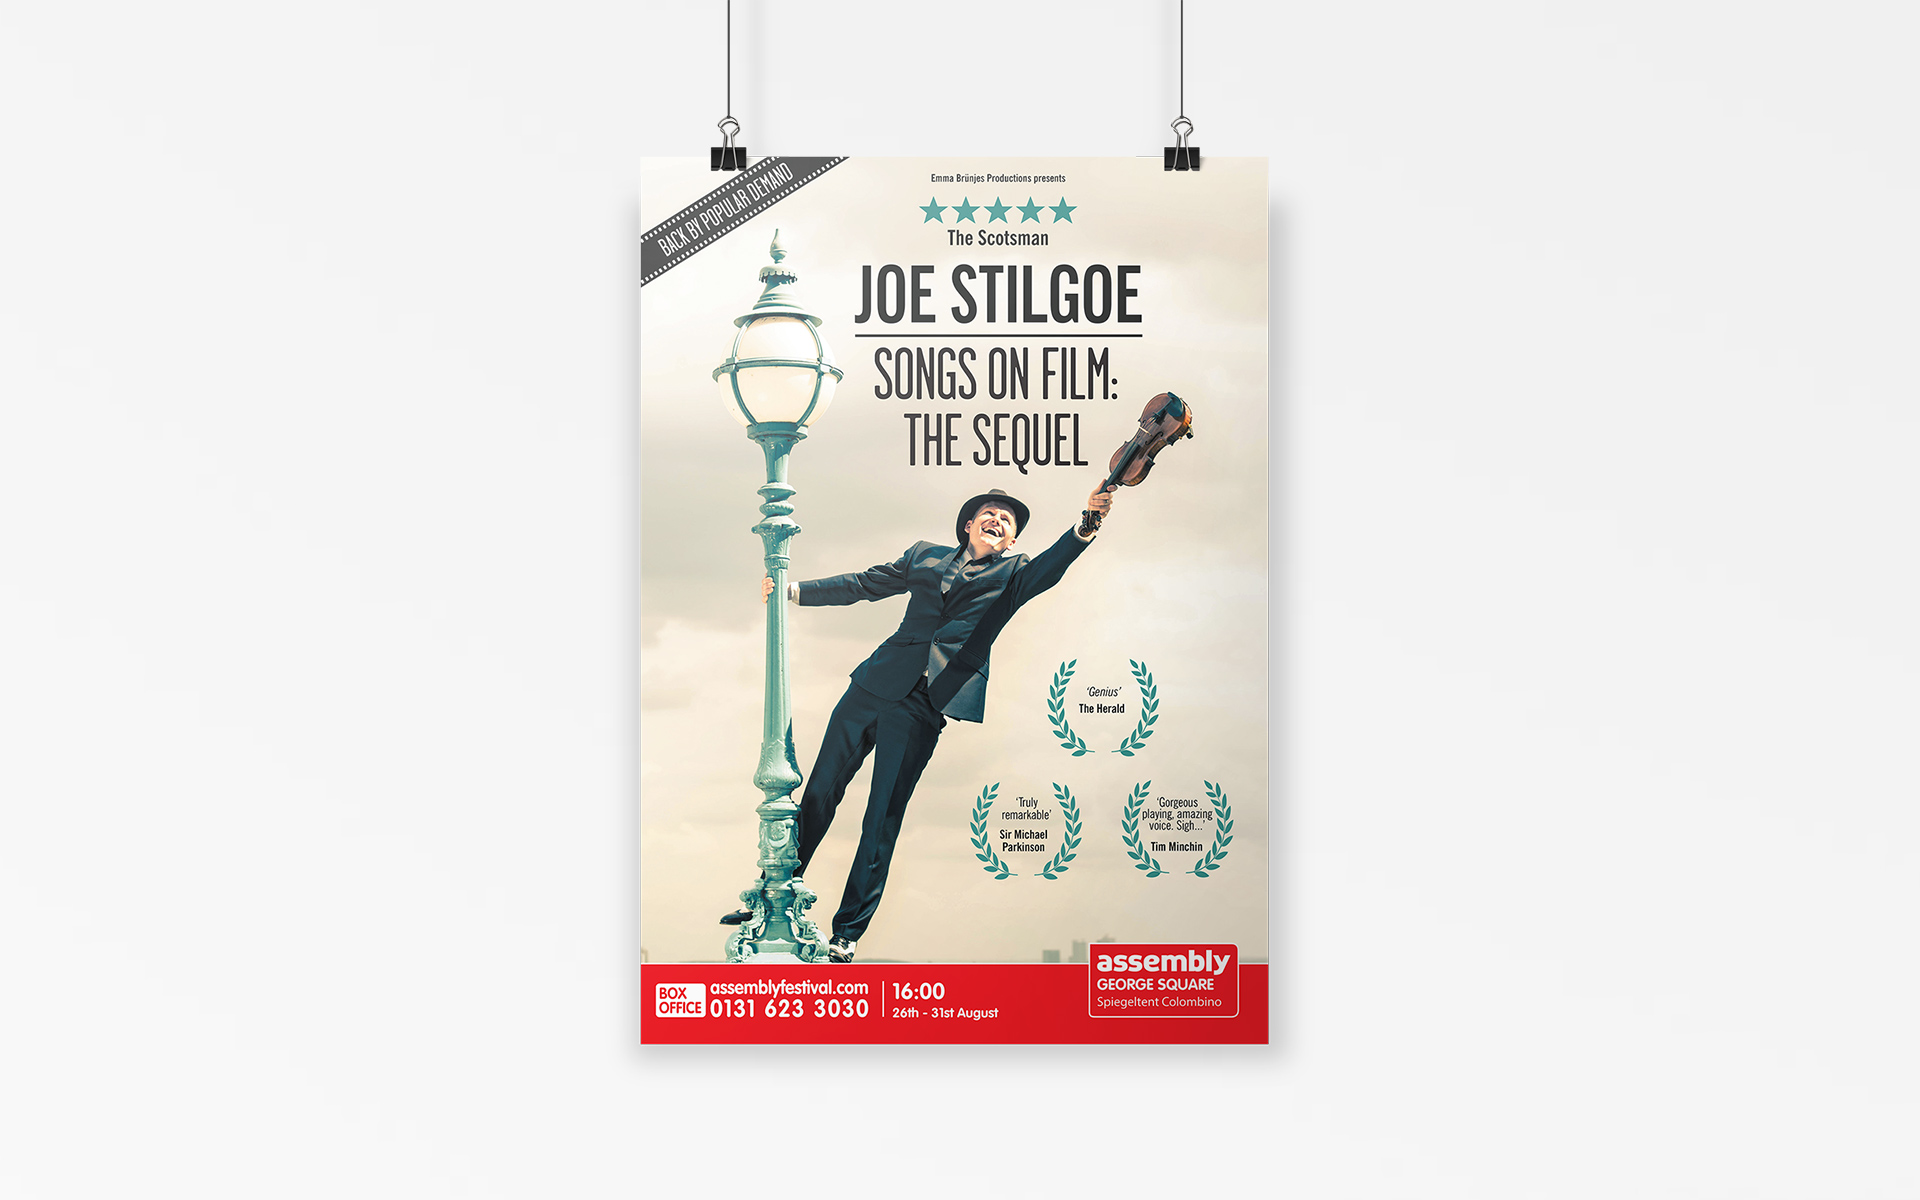 BACK BY POPULAR DEMAND
Emma Brünjes Productions presents
The Scotsman
JOE STILGOE
SONGS ON FILM:
THE SEQUEL
'Genius'
The Herald
'Truly
remarkable'
Sir Michael
Parkinson
'Gorgeous
playing, amazing
voice. Sigh...'
Tim Minchin
BOX
OFFICE
assemblyfestival.com
0131 623 3030
16:00
26th - 31st August
assembly
GEORGE SQUARE
Spiegeltent Colombino